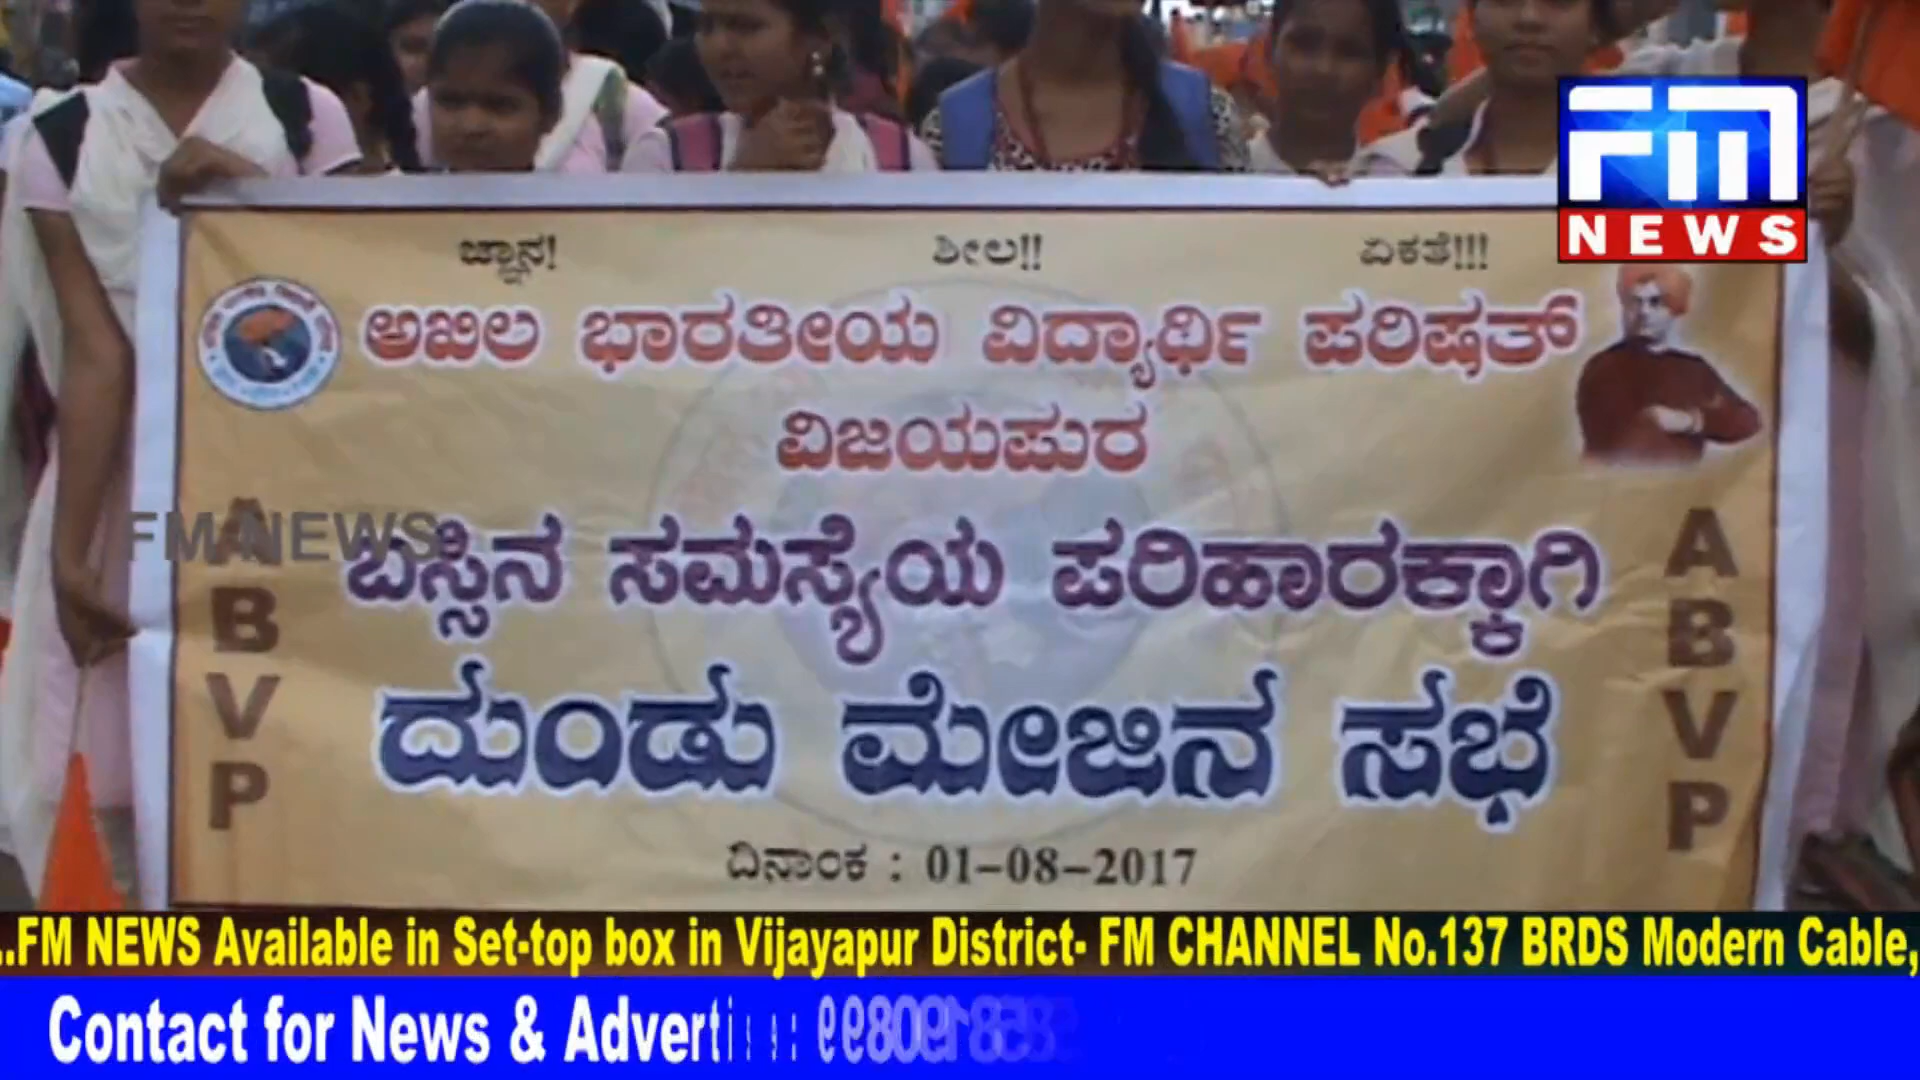 FM
NEWS
ಜ್ಞಾನ! ಶೀಲ!! ಏಕತೆ!!!
ಅಖಿಲ ಭಾರತೀಯ ವಿದ್ಯಾರ್ಥಿ ಪರಿಷತ್
ವಿಜಯಪುರ
FM NEWS
ಬಸ್ಸಿನ ಸಮಸ್ಯೆಯ ಪರಿಹಾರಕ್ಕಾಗಿ
ದುಂಡು ಮೇಜಿನ ಸಭೆ
ದಿನಾಂಕ : 01-08-2017
ABVP
ABVP
..FM NEWS Available in Set-top box in Vijayapur District- FM CHANNEL No.137 BRDS Modern Cable,
Contact for News &